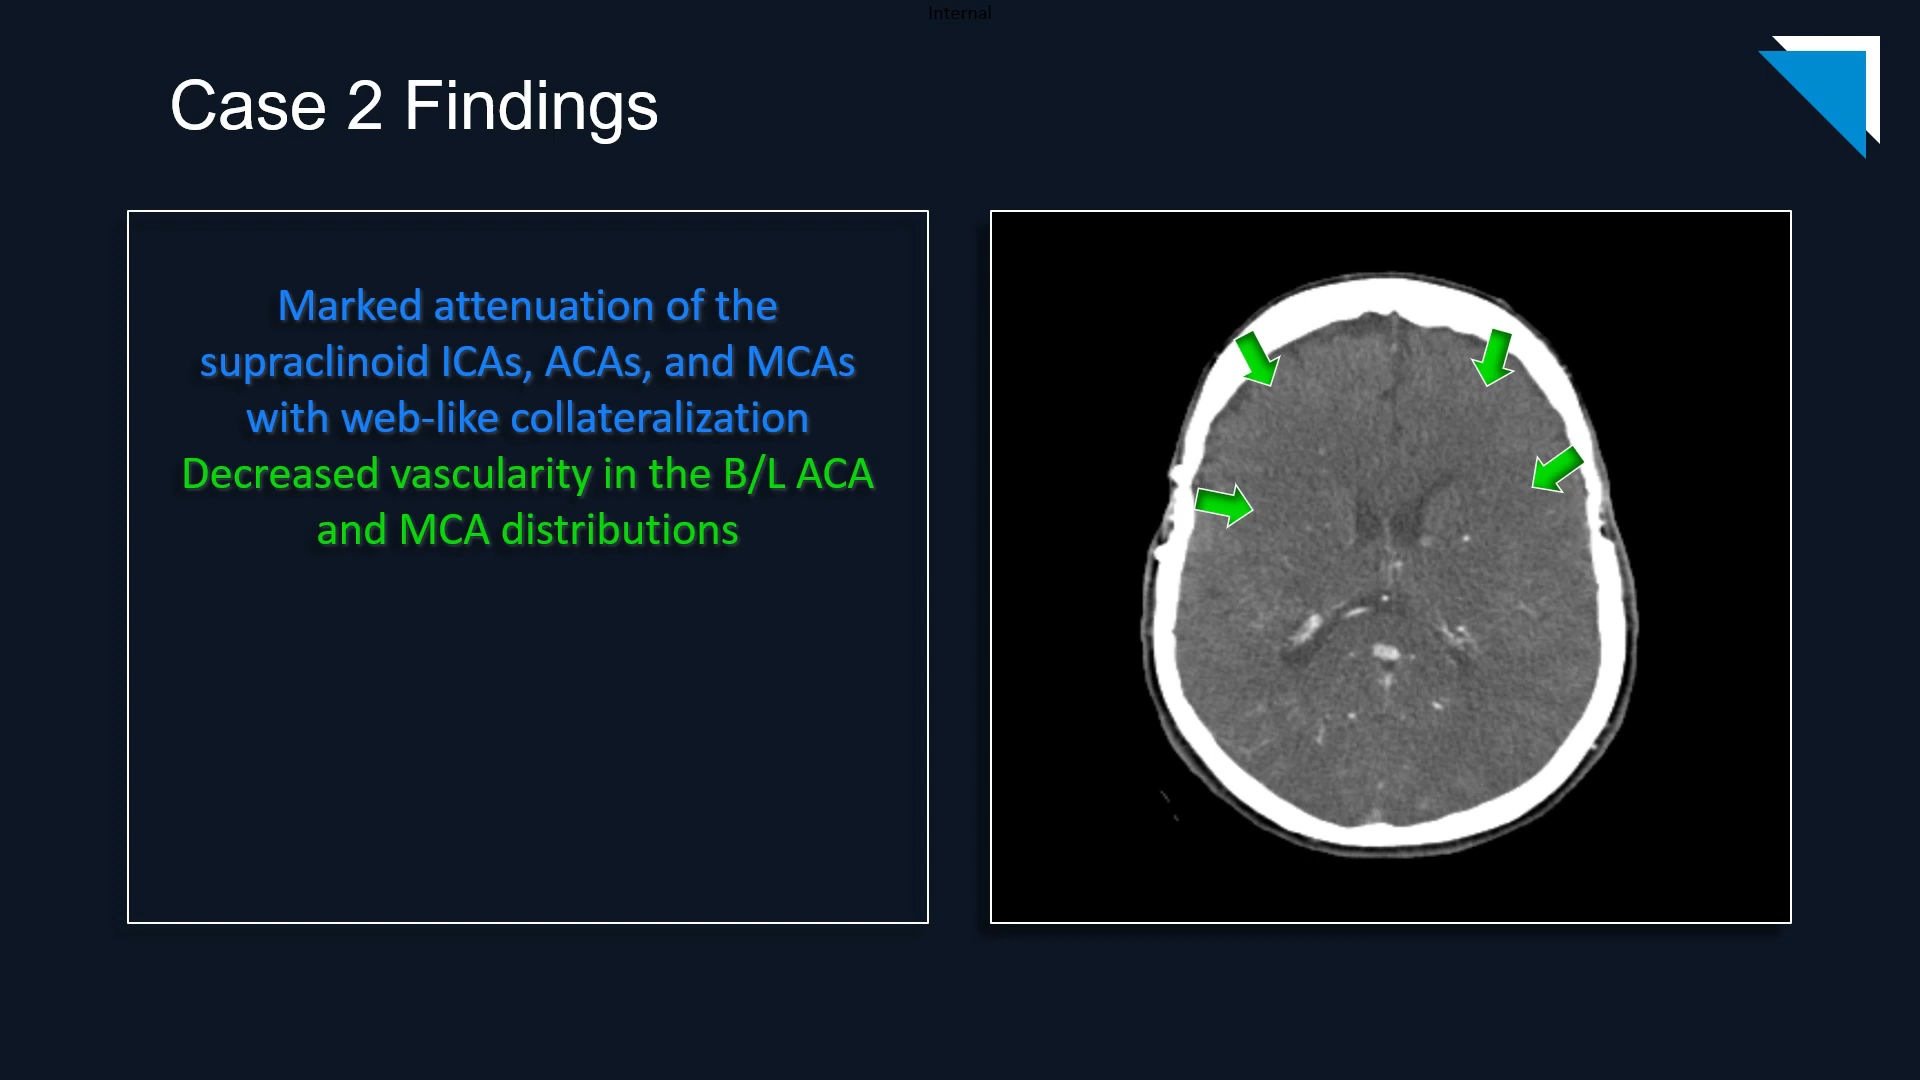 Internal
Case 2 Findings
Marked attenuation of the
supraclinoid ICAs, ACAs, and MCAs
with web-like collateralization
Decreased vascularity in the B/L ACA
and MCA distributions